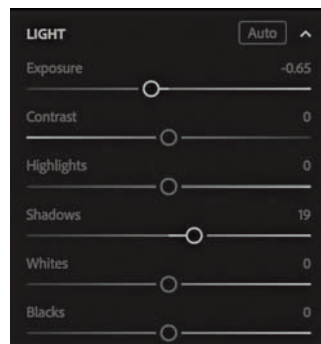 LIGHT Auto
Exposure -0.65
Contrast 0
Highlights 0
Shadows 19
Whites 0
Blacks 0